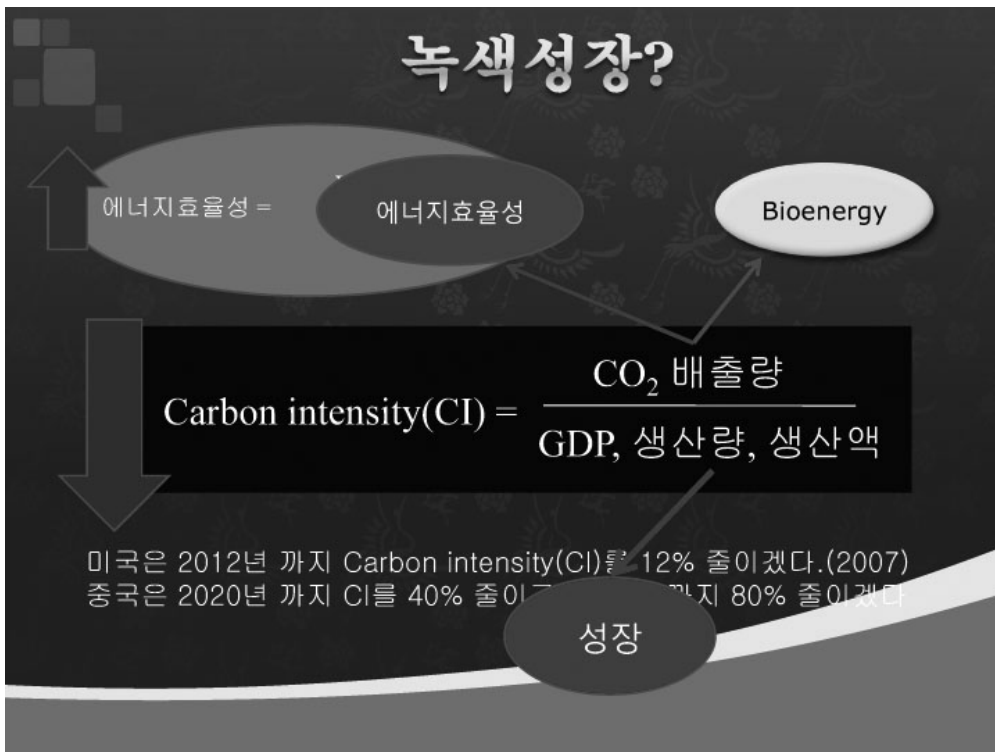 녹색성장?
에너지효율성 =
에너지효율성
Bioenergy
Carbon intensity(CI) =
CO₂ 배출량
GDP, 생산량, 생산액
미국은 2012년 까지 Carbon intensity(CI)를 12% 줄이겠다.(2007)
중국은 2020년 까지 CI를 40% 까지 80% 줄이겠다
성장